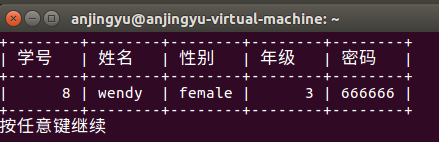 anjingyu@anjingyu-virtual-machine: ~
+--------+--------+--------+--------+--------+
| 学号 | 姓名 | 性别 | 年级 | 密码 |
+--------+--------+--------+--------+--------+
| 8 | wendy | female | 3 | 666666 |
+--------+--------+--------+--------+--------+
按任意键继续